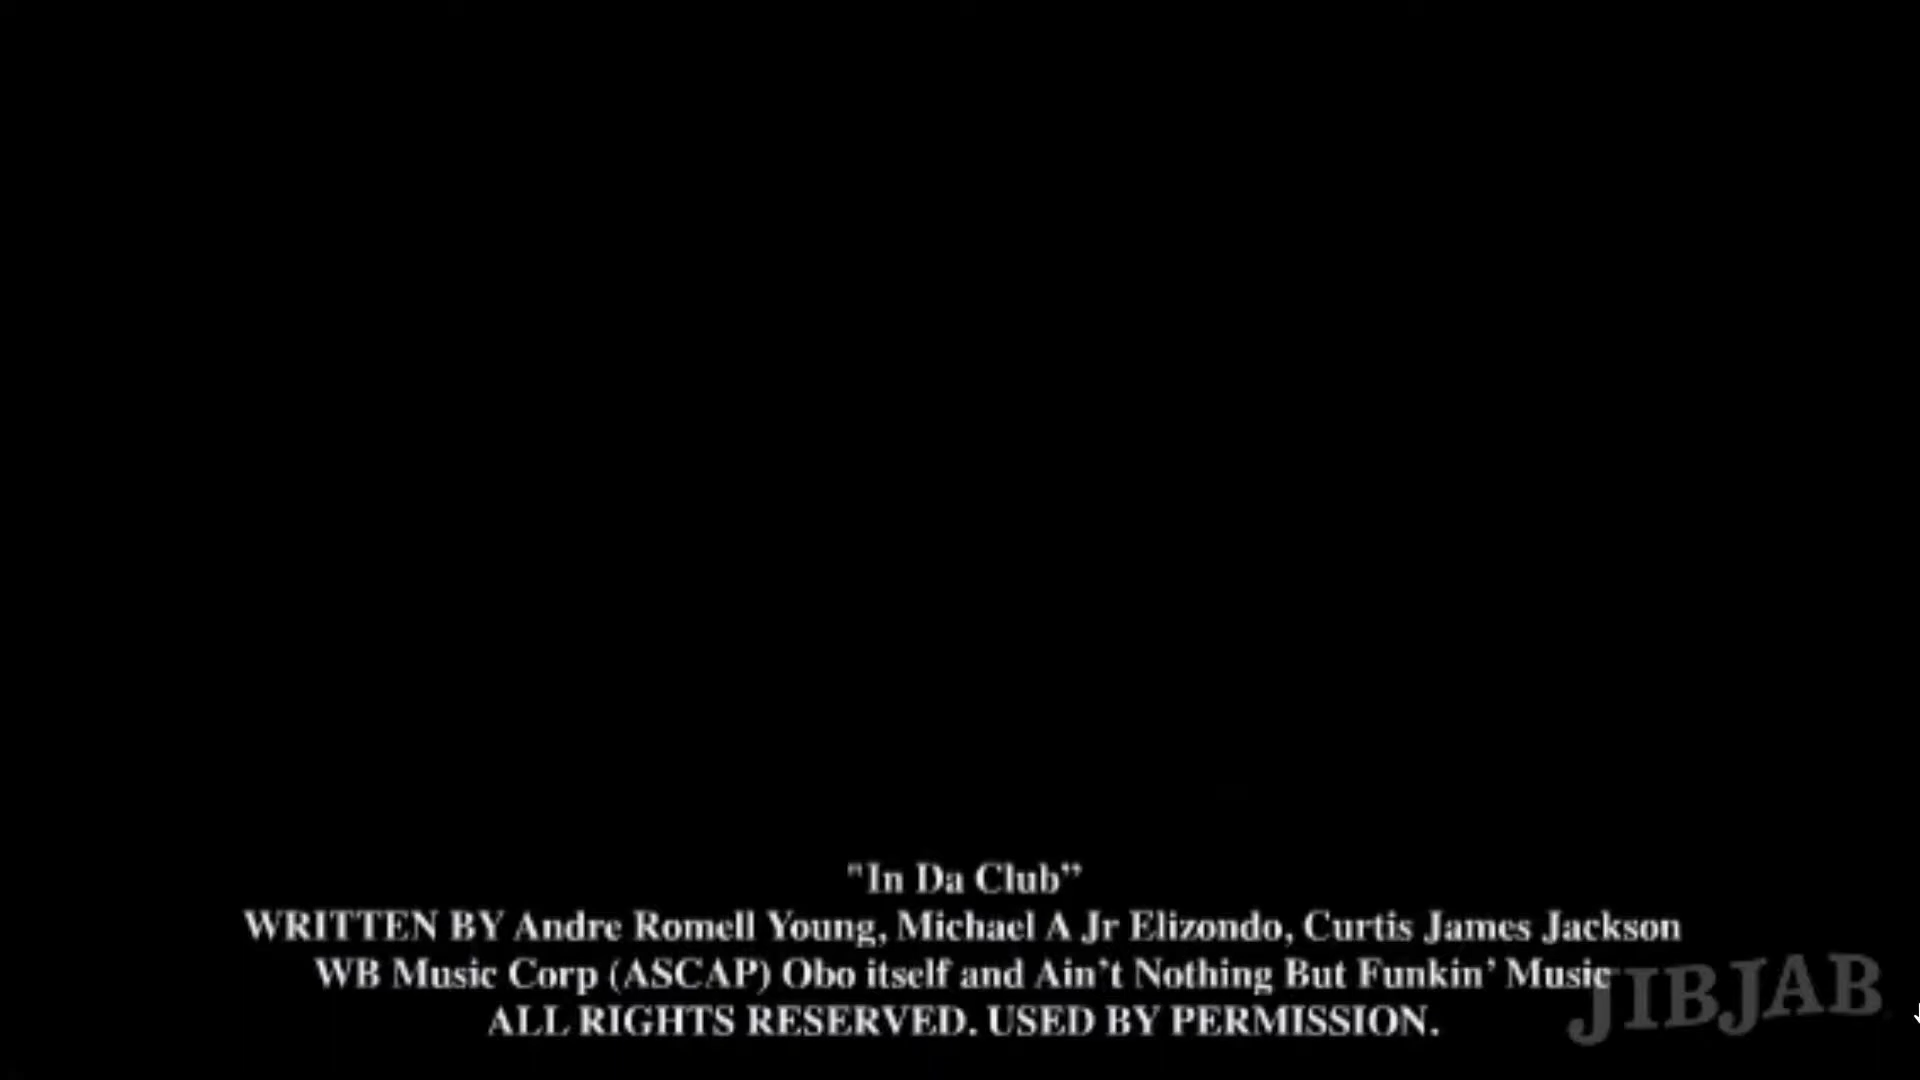 "In Da Club”
WRITTEN BY Andre Romell Young, Michael A Jr Elizondo, Curtis James Jackson
WB Music Corp (ASCAP) Obo itself and Ain’t Nothing But Funkin’ Music
ALL RIGHTS RESERVED. USED BY PERMISSION.
JIBJAB